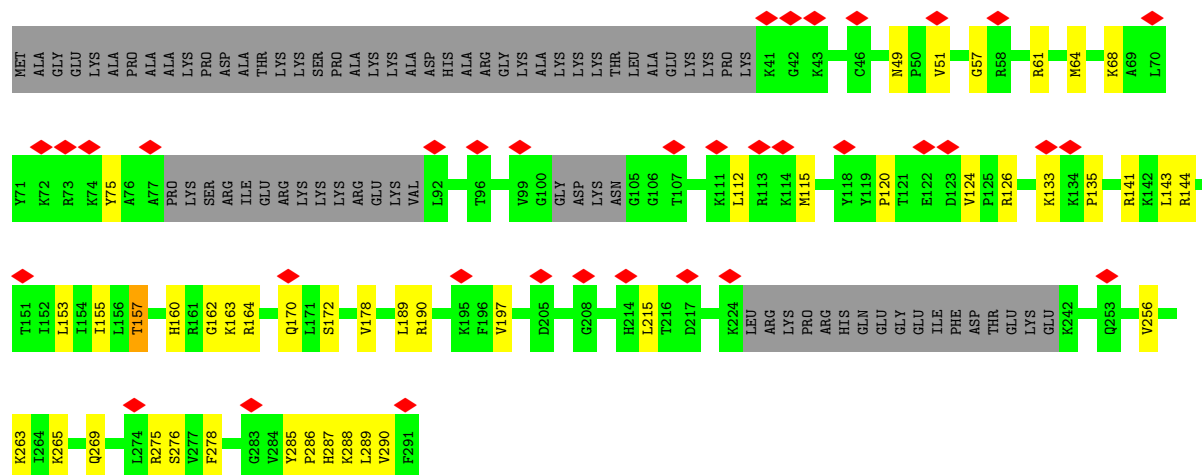 MET ALA GLY GLU LYS ALA PRO ALA ALA LYS PRO ASP ALA THR LYS LYS SER PRO ALA LYS LYS ALA ASP HIS ALA ARG GLY LYS ALA LYS LYS LYS THR LEU ALA GLU LYS LYS PRO LYS K41 G42 K43 C46 N49 P50 V51 G57 R58 R61 M64 K68 A69 L70
Y71 K72 R73 K74 Y75 A76 A77 PRO LYS SER ARG ILE GLU ARG LYS LYS LYS ARG GLU LYS VAL L92 T96 V99 G100 GLY ASP LYS ASN G105 G106 T107 K111 L112 R113 K114 M115 Y118 Y119 P120 T121 E122 D123 V124 P125 R126 K133 K134 P135 R141 K142 L143 R144
T151 I152 L153 I154 I155 L156 T157 H160 R161 G162 K163 R164 Q170 L171 S172 V178 L189 R190 K195 F196 V197 D205 G208 H214 L215 T216 D217 K224 LEU ARG LYS PRO ARG HIS GLN GLU GLY GLU ILE PHE ASP THR GLU LYS GLU K242 Q253 V256
K263 I264 K265 Q269 L274 R275 S276 V277 F278 G283 V284 Y285 P286 H287 K288 L289 V290 F291